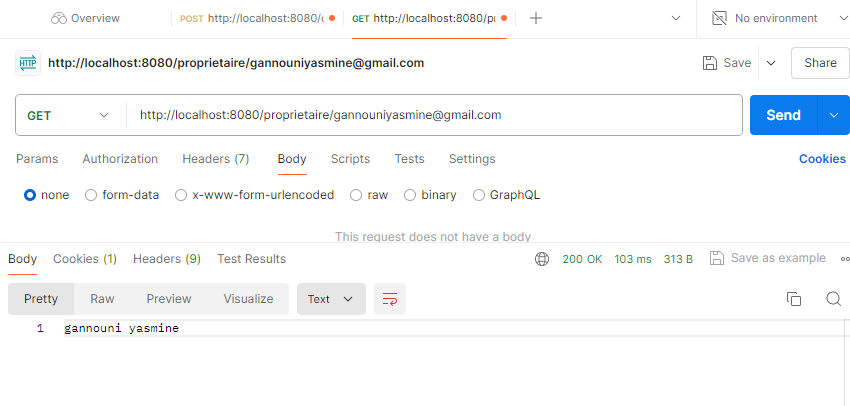 Overview POST http://localhost:8080/ GET http://localhost:8080/ No environment
HTTP http://localhost:8080/proprietaire/gannouniyasmine@gmail.com Save Share
GET http://localhost:8080/proprietaire/gannouniyasmine@gmail.com Send
Params Authorization Headers (7) Body Scripts Tests Settings Cookies
none form-data x-www-form-urlencoded raw binary GraphQL
This request does not have a body
Body Cookies (1) Headers (9) Test Results 200 OK 103 ms 313 B Save as example
Pretty Raw Preview Visualize Text
1 gannouni yasmine